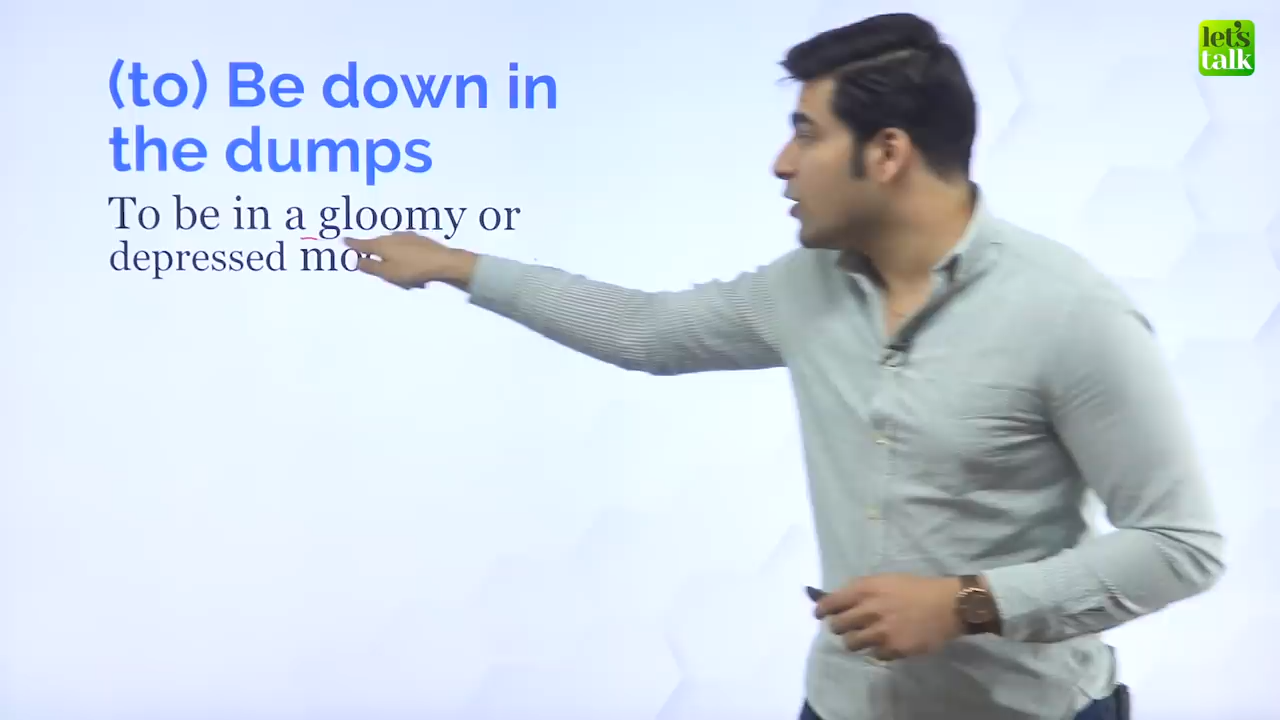 (to) Be down in
the dumps
To be in a gloomy or
depressed
let's
talk